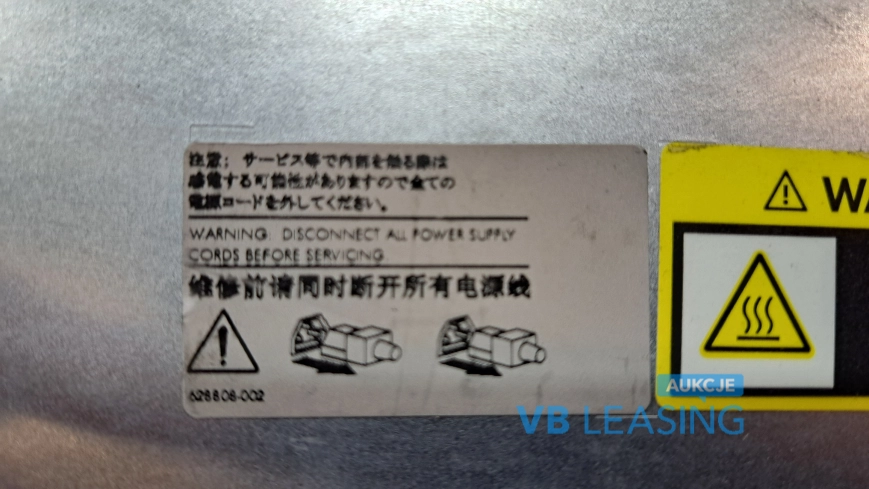 注意: サービス等で内部を触る際は
感電する可能性がありますので全ての
電源コードを外してください。
WARNING: DISCONNECT ALL POWER SUPPLY
CORDS BEFORE SERVICING
维修前请同时断开所有电源线
628808-002
WA
AUKCJE
VB LEASING